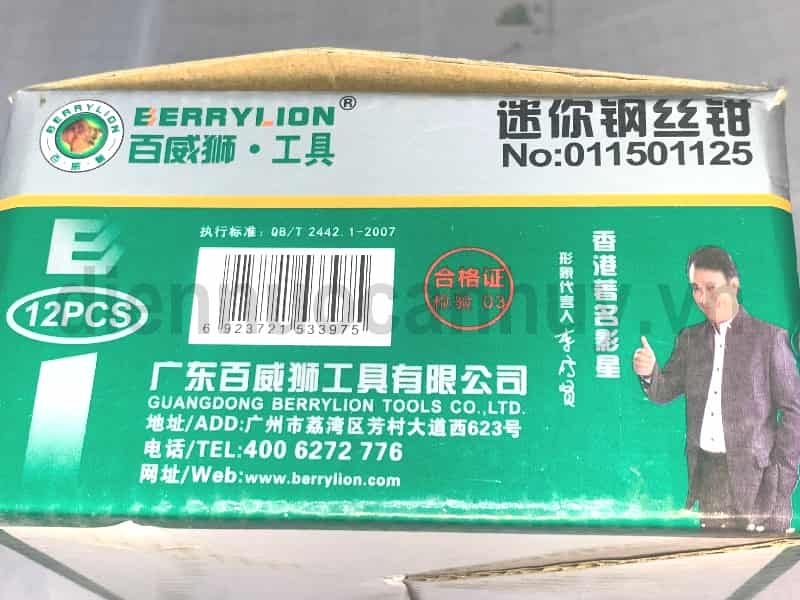 BERRYLION
百威狮
BERRYLION®
百威狮·工具
迷你钢丝钳
No:011501125
执行标准: QB/T 2442.1-2007
6 923721 533975
合格证
检验 03
香港著名影星
形象代言人
12PCS
广东百威狮工具有限公司
GUANGDONG BERRYLION TOOLS CO.,LTD.
地址/ADD:广州市荔湾区芳村大道西623号
电话/TEL:400 6272 776
网址/Web:www.berrylion.com